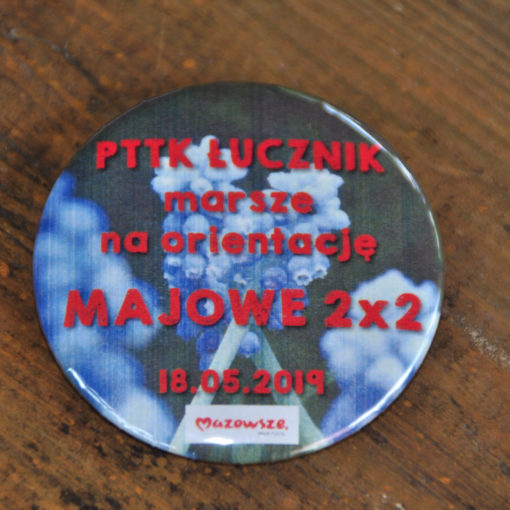 PTTK ŁUCZNIK
marsze
na orientację
MAJOWE 2x2
18.05.2019
Mazowsze.